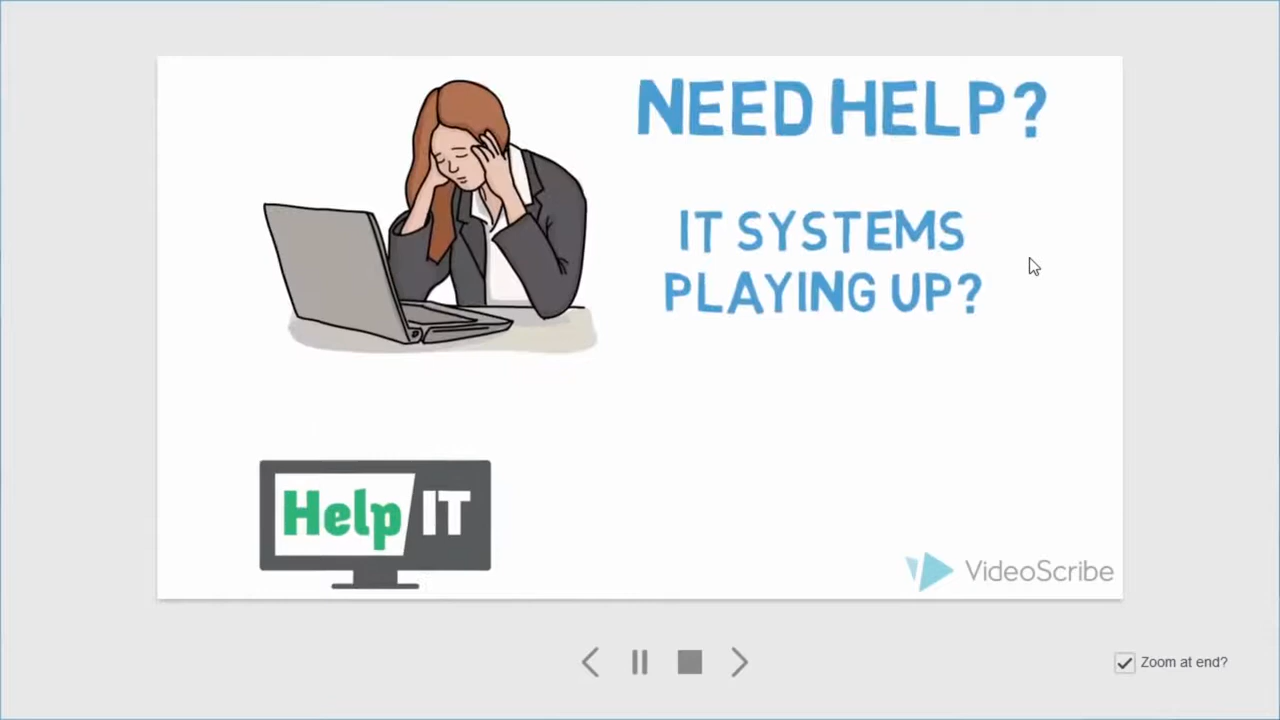 NEED HELP?
IT SYSTEMS
PLAYING UP?
Help IT
VideoScribe
Zoom at end?